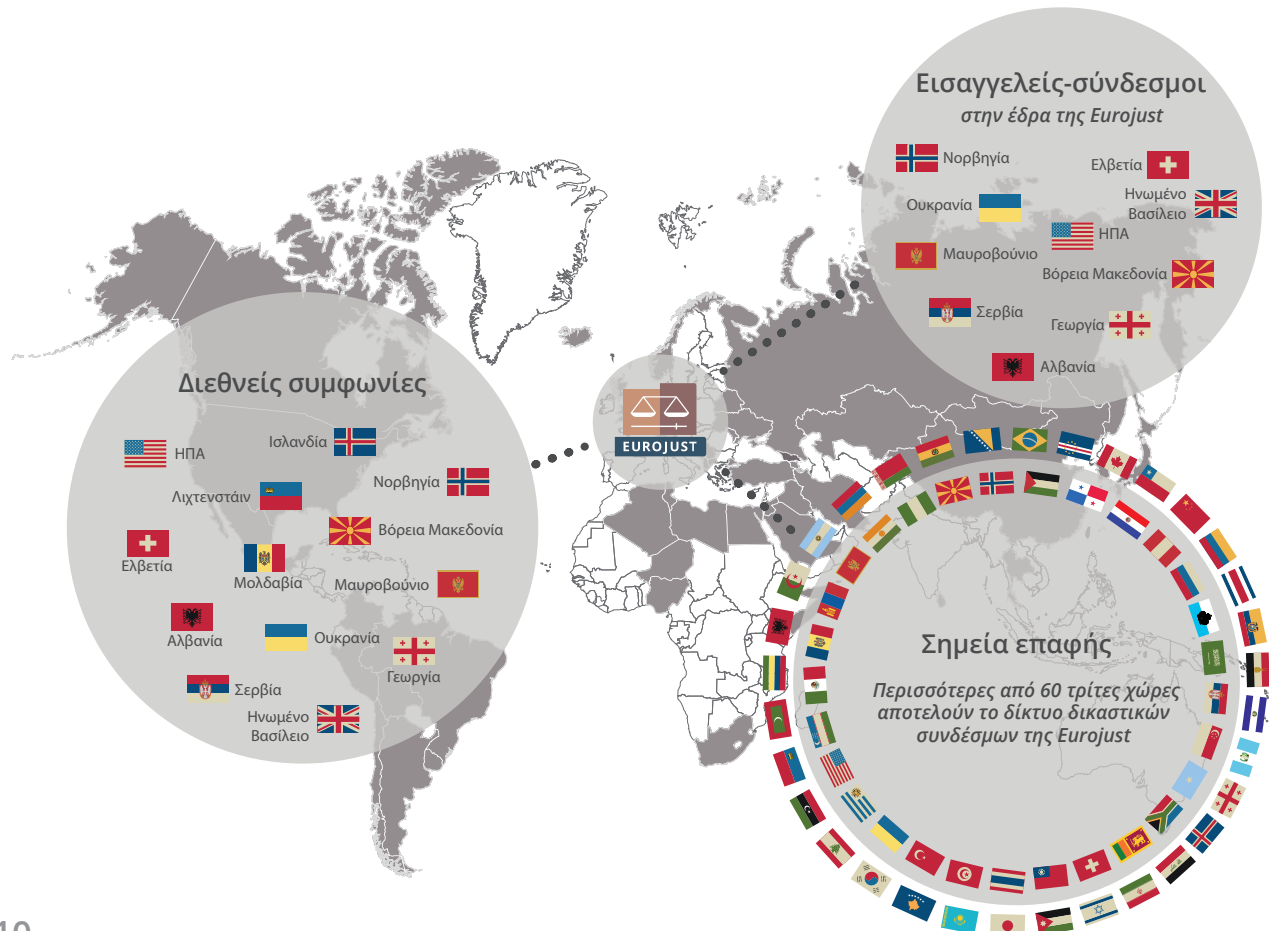 Εισαγγελείς-σύνδεσμοι
στην έδρα της Eurojust
Νορβηγία
Ελβετία
Ουκρανία
Ηνωμένο
Βασίλειο
ΗΠΑ
Μαυροβούνιο
Βόρεια Μακεδονία
Σερβία
Γεωργία
Αλβανία
EUROJUST
Διεθνείς συμφωνίες
ΗΠΑ
Ισλανδία
Λιχτενστάιν
Νορβηγία
Βόρεια Μακεδονία
Ελβετία
Μολδαβία
Μαυροβούνιο
Αλβανία
Ουκρανία
Γεωργία
Σερβία
Ηνωμένο
Βασίλειο
Σημεία επαφής
Περισσότερες από 60 τρίτες χώρες
αποτελούν το δίκτυο δικαστικών
συνδέσμων της Eurojust